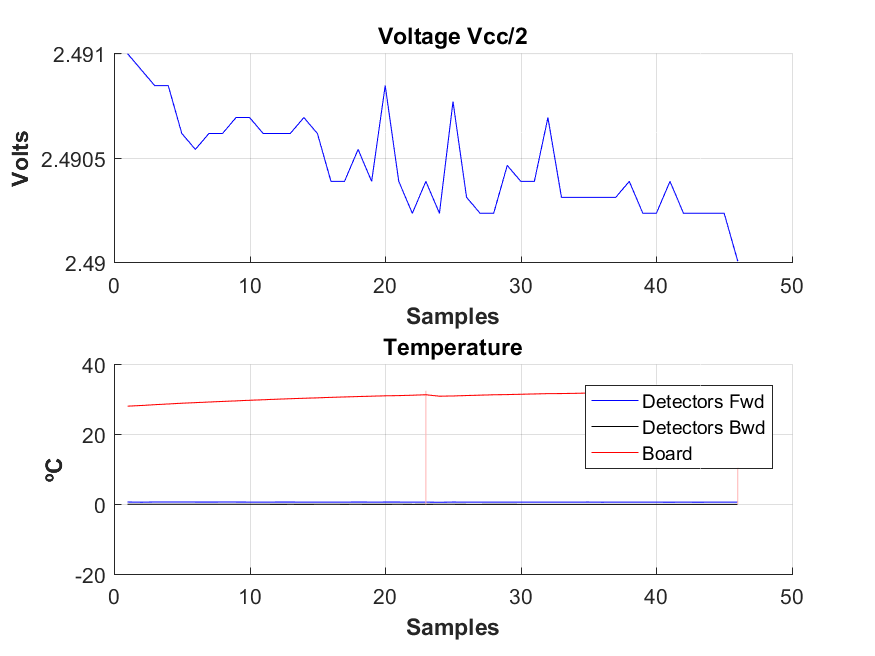 Voltage Vcc/2
2.491
2.4905
2.49
Volts
0 10 20 30 40 50
Samples
Temperature
40
20
0
-20
ºC
Detectors Fwd
Detectors Bwd
Board
0 10 20 30 40 50
Samples